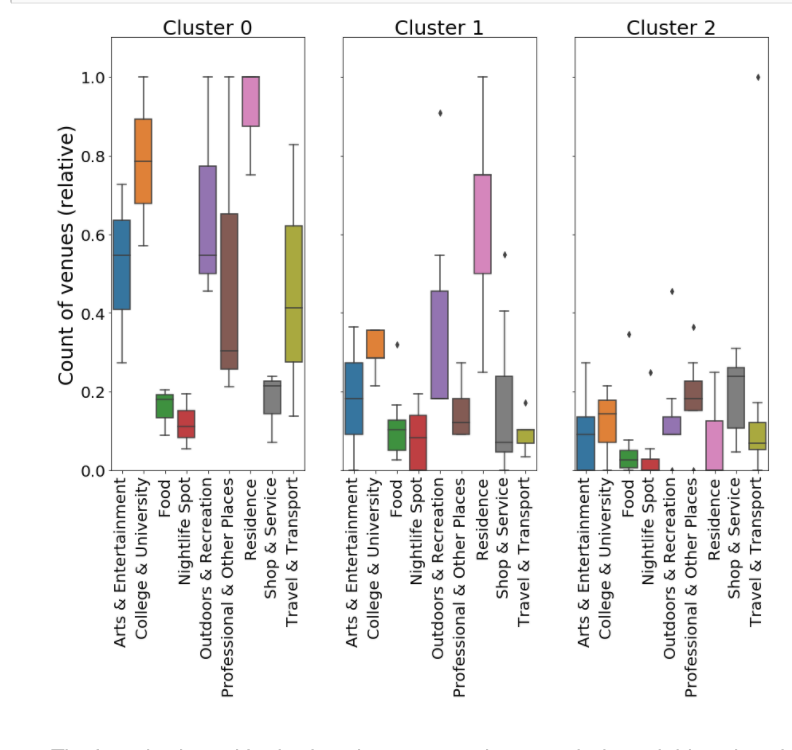 Cluster 0
Cluster 1
Cluster 2
Count of venues (relative)
1.0
0.8
0.6
0.4
0.2
0.0
Arts & Entertainment
College & University
Food
Nightlife Spot
Outdoors & Recreation
Professional & Other Places
Residence
Shop & Service
Travel & Transport
Arts & Entertainment
College & University
Food
Nightlife Spot
Outdoors & Recreation
Professional & Other Places
Residence
Shop & Service
Travel & Transport
Arts & Entertainment
College & University
Food
Nightlife Spot
Outdoors & Recreation
Professional & Other Places
Residence
Shop & Service
Travel & Transport